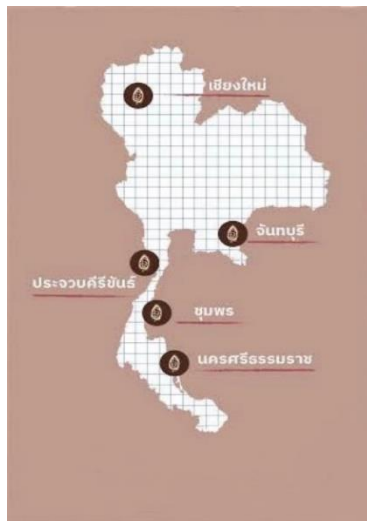 เชียงใหม่
จันทบุรี
ประจวบคีรีขันธ์
ชุมพร
นครศรีธรรมราช